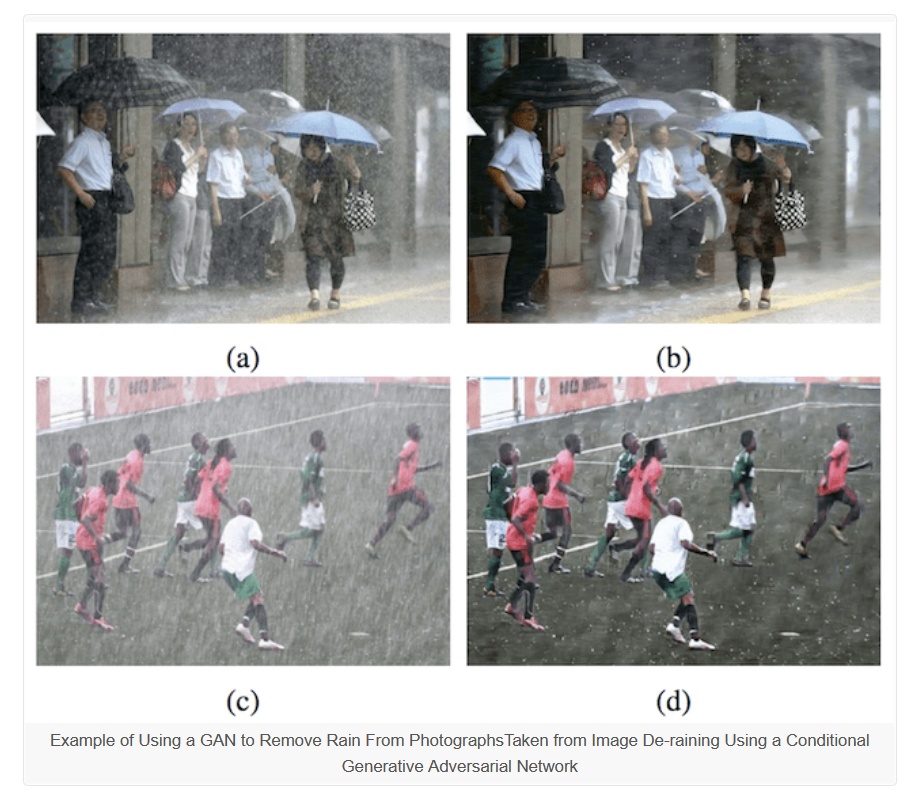 (a)
(b)
(c)
(d)
Example of Using a GAN to Remove Rain From PhotographsTaken from Image De-raining Using a Conditional
Generative Adversarial Network